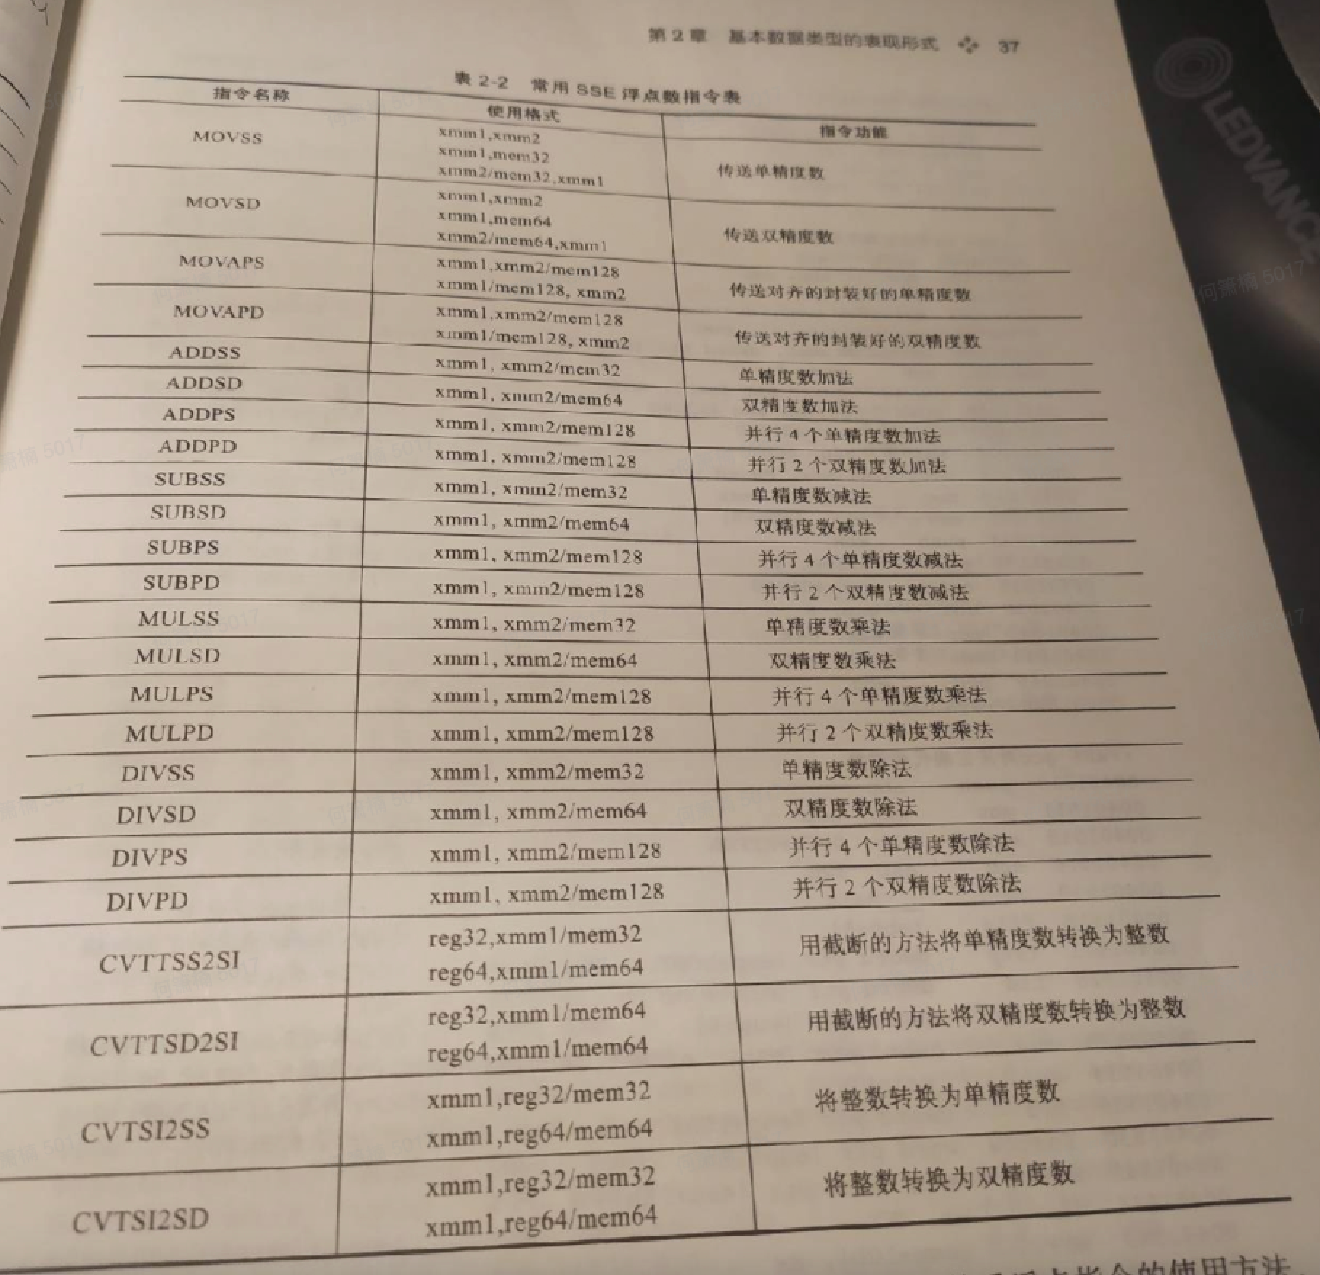 第2章 基本数据类型的表现形式 37
表 2-2 常用 SSE 浮点数指令表
指令名称 使用格式 指令功能
MOVSS xmm1,xmm2
xmm1,mem32
xmm2/mem32,xmm1 传送单精度数
MOVSD xmm1,xmm2
xmm1,mem64
xmm2/mem64,xmm1 传送双精度数
MOVAPS xmm1,xmm2/mem128
xmm1/mem128, xmm2 传送对齐的封装好的单精度数
MOVAPD xmm1,xmm2/mem128
xmm1/mem128, xmm2 传送对齐的封装好的双精度数
ADDSS xmm1, xmm2/mem32 单精度数加法
ADDSD xmm1, xmm2/mem64 双精度数加法
ADDPS xmm1, xmm2/mem128 并行 4 个单精度数加法
ADDPD xmm1, xmm2/mem128 并行 2 个双精度数加法
SUBSS xmm1, xmm2/mem32 单精度数减法
SUBSD xmm1, xmm2/mem64 双精度数减法
SUBPS xmm1, xmm2/mem128 并行 4 个单精度数减法
SUBPD xmm1, xmm2/mem128 并行 2 个双精度数减法
MULSS xmm1, xmm2/mem32 单精度数乘法
MULSD xmm1, xmm2/mem64 双精度数乘法
MULPS xmm1, xmm2/mem128 并行 4 个单精度数乘法
MULPD xmm1, xmm2/mem128 并行 2 个双精度数乘法
DIVSS xmm1, xmm2/mem32 单精度数除法
DIVSD xmm1, xmm2/mem64 双精度数除法
DIVPS xmm1, xmm2/mem128 并行 4 个单精度数除法
DIVPD xmm1, xmm2/mem128 并行 2 个双精度数除法
CVTTSS2SI reg32,xmm1/mem32
reg64,xmm1/mem64 用截断的方法将单精度数转换为整数
CVTTSD2SI reg32,xmm1/mem64
reg64,xmm1/mem64 用截断的方法将双精度数转换为整数
CVTSI2SS xmm1,reg32/mem32
xmm1,reg64/mem64 将整数转换为单精度数
CVTSI2SD xmm1,reg32/mem32
xmm1,reg64/mem64 将整数转换为双精度数
指令的使用方法
LEDVANCE